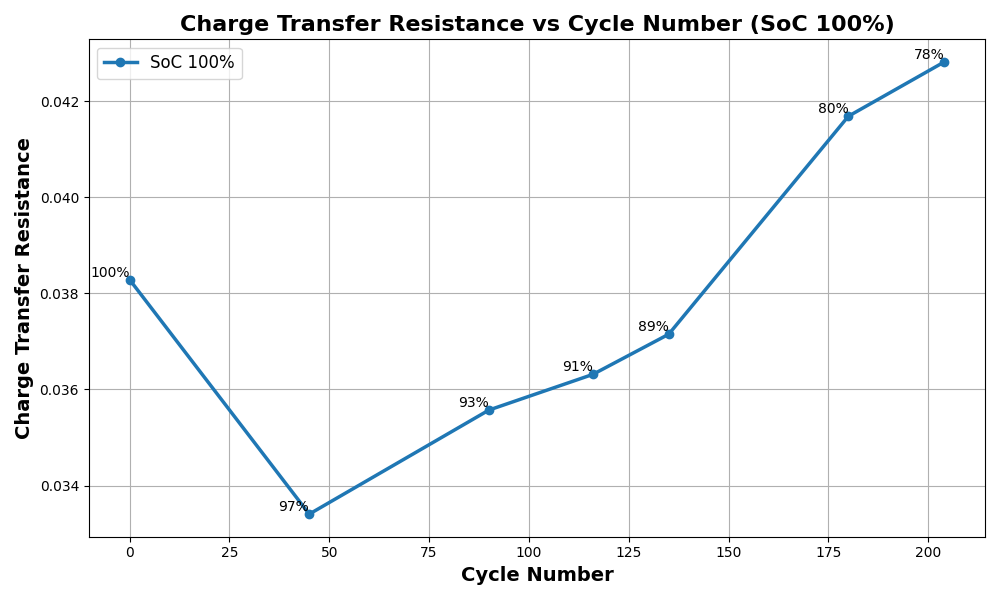 Charge Transfer Resistance vs Cycle Number (SoC 100%)
SoC 100%
78%
80%
100%
89%
91%
93%
97%
0.042
0.040
0.038
0.036
0.034
Charge Transfer Resistance
0 25 50 75 100 125 150 175 200
Cycle Number